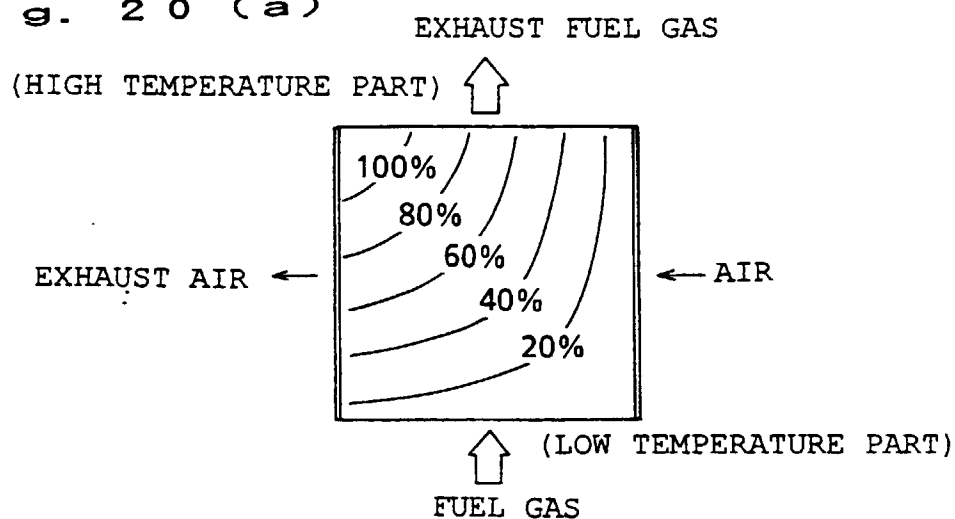 g. 20 (a)
EXHAUST FUEL GAS
(HIGH TEMPERATURE PART)
100%
80%
60%
EXHAUST AIR
AIR
40%
20%
(LOW TEMPERATURE PART)
FUEL GAS